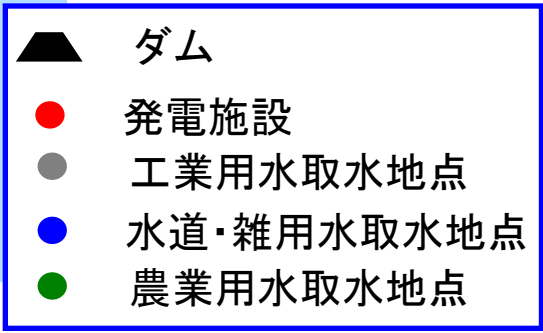 ダム
発電施設
工業用水取水地点
水道・雑用水取水地点
農業用水取水地点